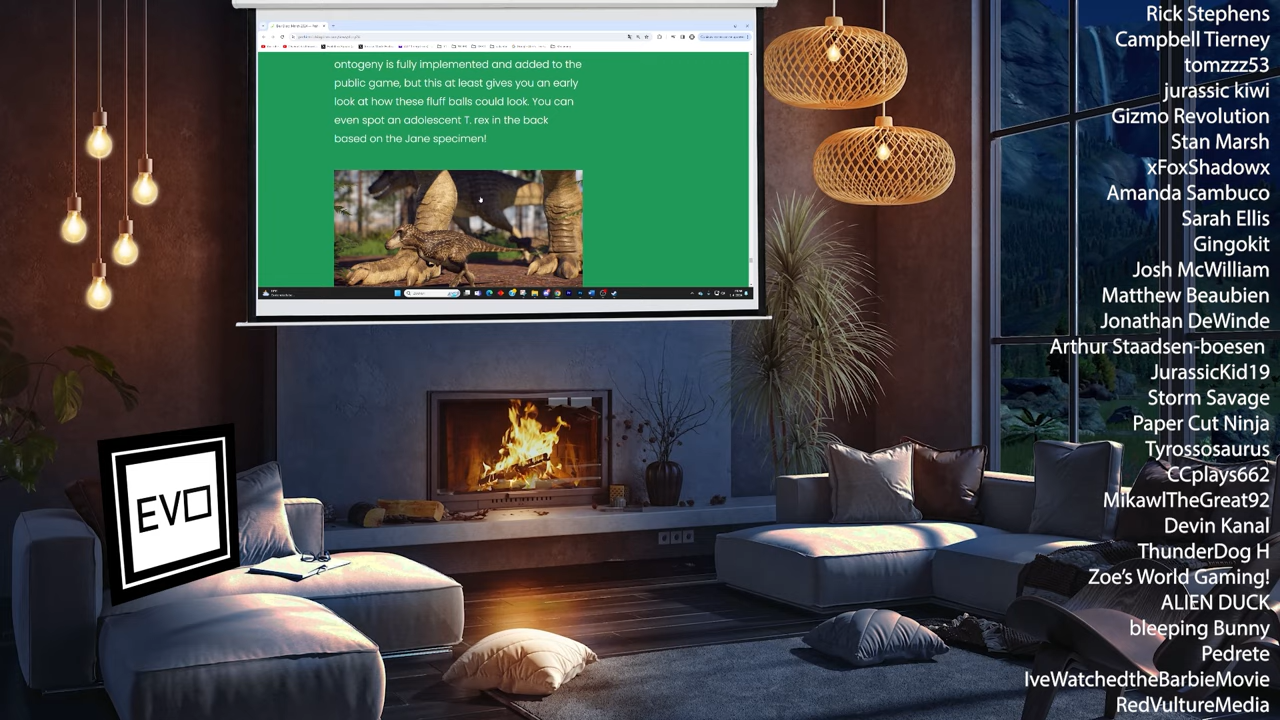 ontogeny is fully implemented and added to the
public game, but this at least gives you an early
look at how these fluff balls could look. You can
even spot an adolescent T. rex in the back
based on the Jane specimen!
EVO
Rick Stephens
Campbell Tierney
tomzzz53
jurassic kiwi
Gizmo Revolution
Stan Marsh
xFoxShadowx
Amanda Sambuco
Sarah Ellis
Gingokit
Josh McWilliam
Matthew Beaubien
Jonathan DeWinde
Arthur Staadsen-boesen
JurassicKid19
Storm Savage
Paper Cut Ninja
Tyrossosaurus
CCplays662
MikawlTheGreat92
Devin Kanal
ThunderDog H
Zoe's World Gaming!
ALIEN DUCK
bleeping Bunny
Pedrete
IveWatchedtheBarbieMovie
RedVultureMedia